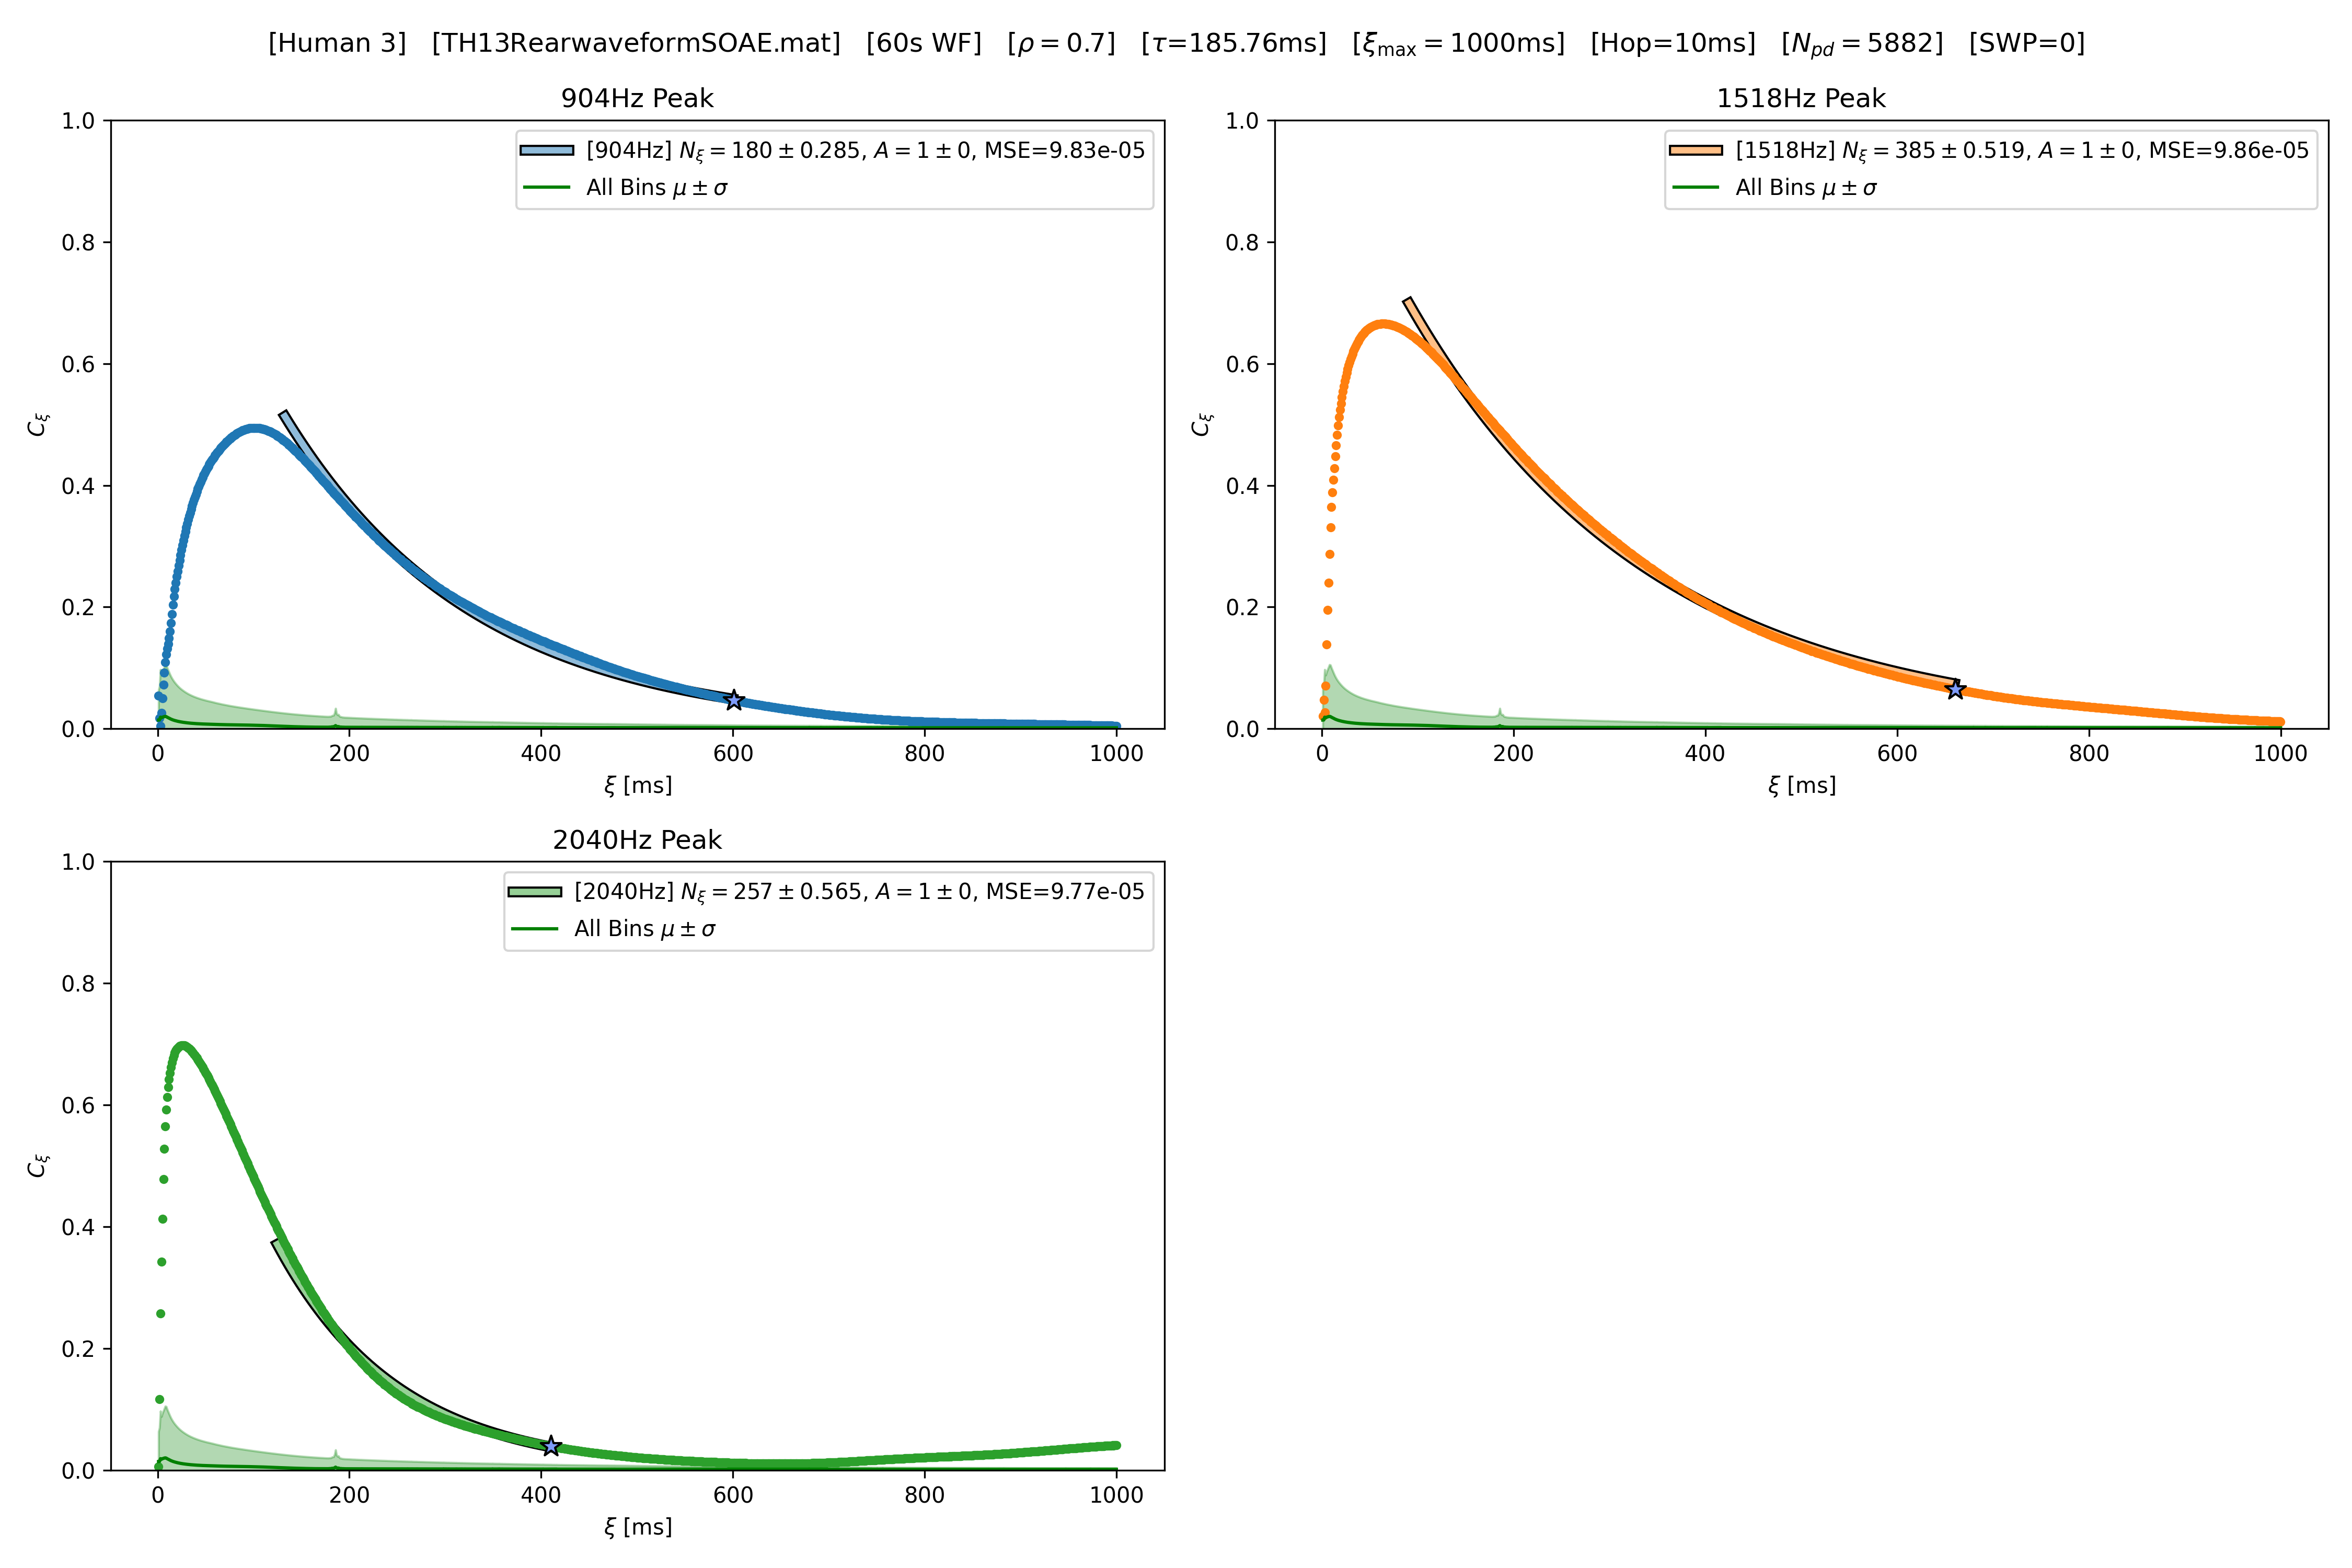 [Human 3] [TH13RearwaveformSOAE.mat] [60s WF] [ρ = 0.7] [τ=185.76ms] [ξmax = 1000ms] [Hop=10ms] [Npd = 5882] [SWP=0]
904Hz Peak
1.0
0.8
0.6
0.4
0.2
0.0
Cξ
[904Hz] Nξ = 180 ± 0.285, A = 1 ± 0, MSE=9.83e-05
All Bins μ ± σ
0 200 400 600 800 1000
ξ [ms]
1518Hz Peak
1.0
0.8
0.6
0.4
0.2
0.0
Cξ
[1518Hz] Nξ = 385 ± 0.519, A = 1 ± 0, MSE=9.86e-05
All Bins μ ± σ
0 200 400 600 800 1000
ξ [ms]
2040Hz Peak
1.0
0.8
0.6
0.4
0.2
0.0
Cξ
[2040Hz] Nξ = 257 ± 0.565, A = 1 ± 0, MSE=9.77e-05
All Bins μ ± σ
0 200 400 600 800 1000
ξ [ms]